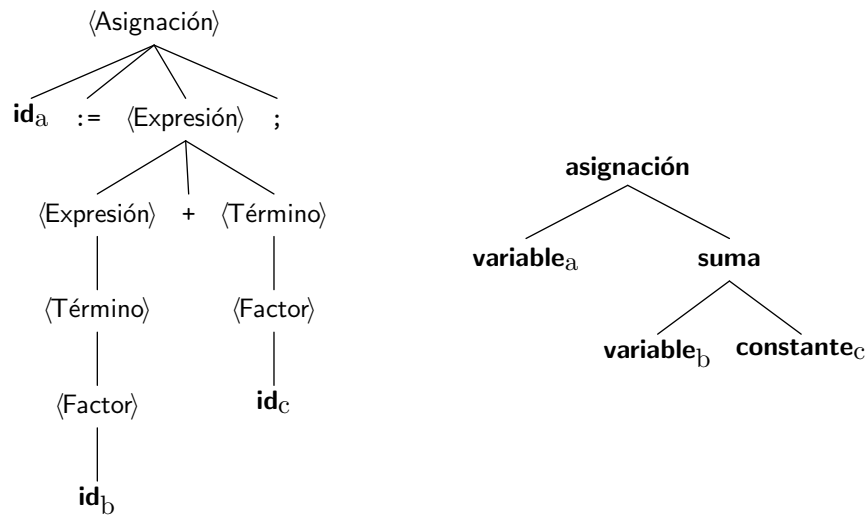 ⟨Asignación⟩
id_a := ⟨Expresión⟩ ;
⟨Expresión⟩ + ⟨Término⟩
⟨Término⟩ ⟨Factor⟩
⟨Factor⟩ id_c
id_b
asignación
variable_a suma
variable_b constante_c